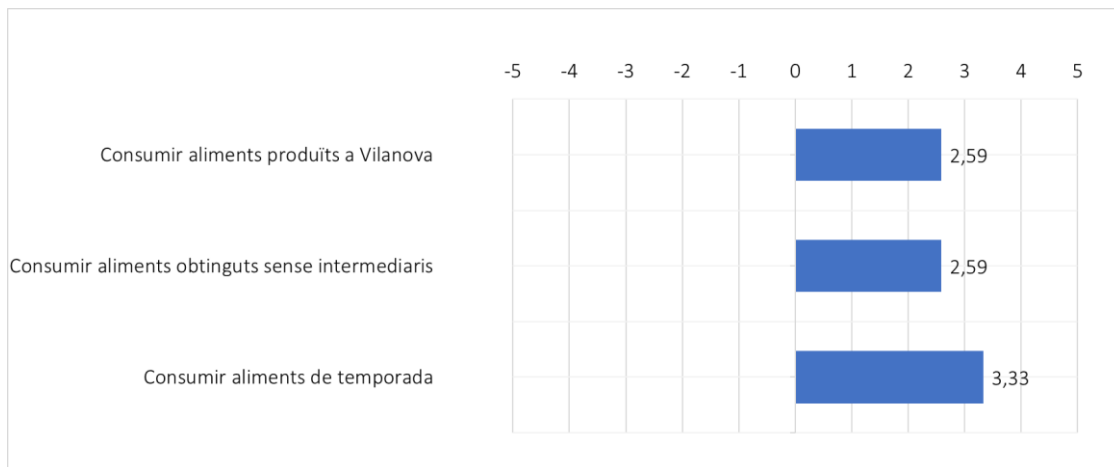 -5 -4 -3 -2 -1 0 1 2 3 4 5
Consumir aliments produïts a Vilanova 2,59
Consumir aliments obtinguts sense intermediaris 2,59
Consumir aliments de temporada 3,33